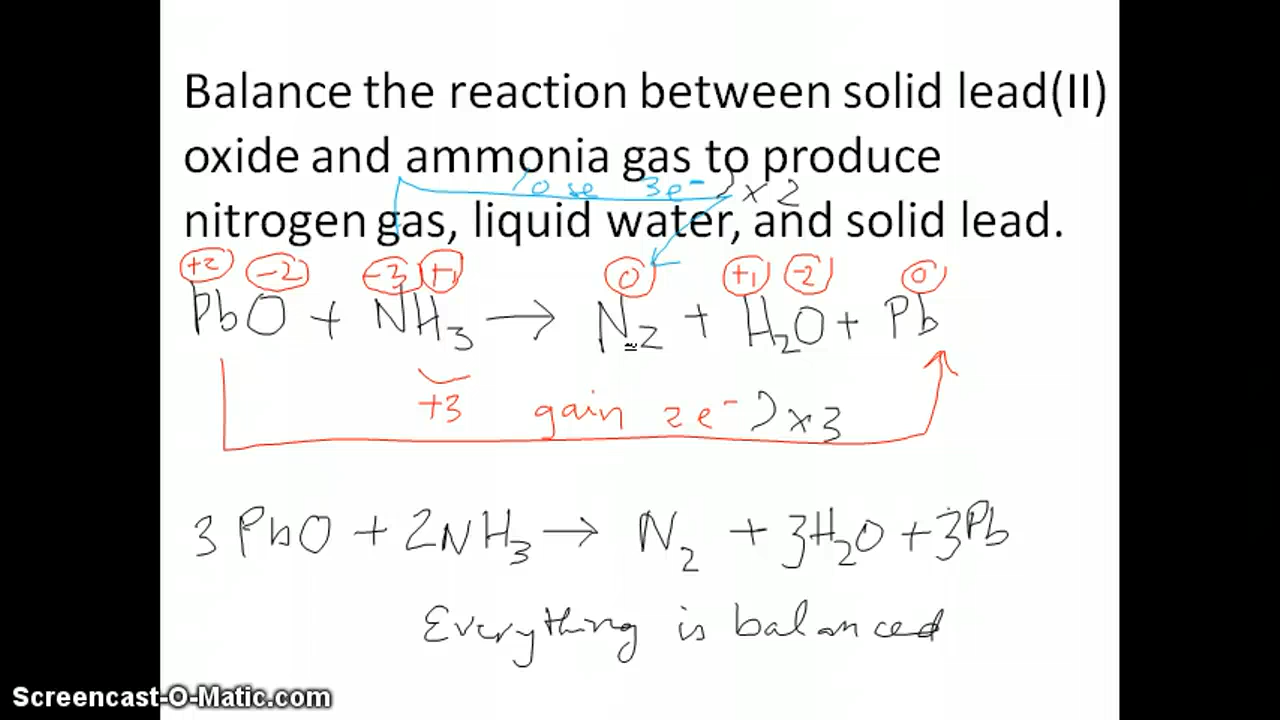 Balance the reaction between solid lead(II)
oxide and ammonia gas to produce
lose 3e⁻ ) x 2
nitrogen gas, liquid water, and solid lead.
+2 -2 -3 +1 0 +1 -2 0
PbO + NH₃ → N₂ + H₂O + Pb
+3 gain 2e⁻ ) x 3
3 PbO + 2NH₃ → N₂ + 3H₂O + 3Pb
Everything is balanced
Screencast-O-Matic.com